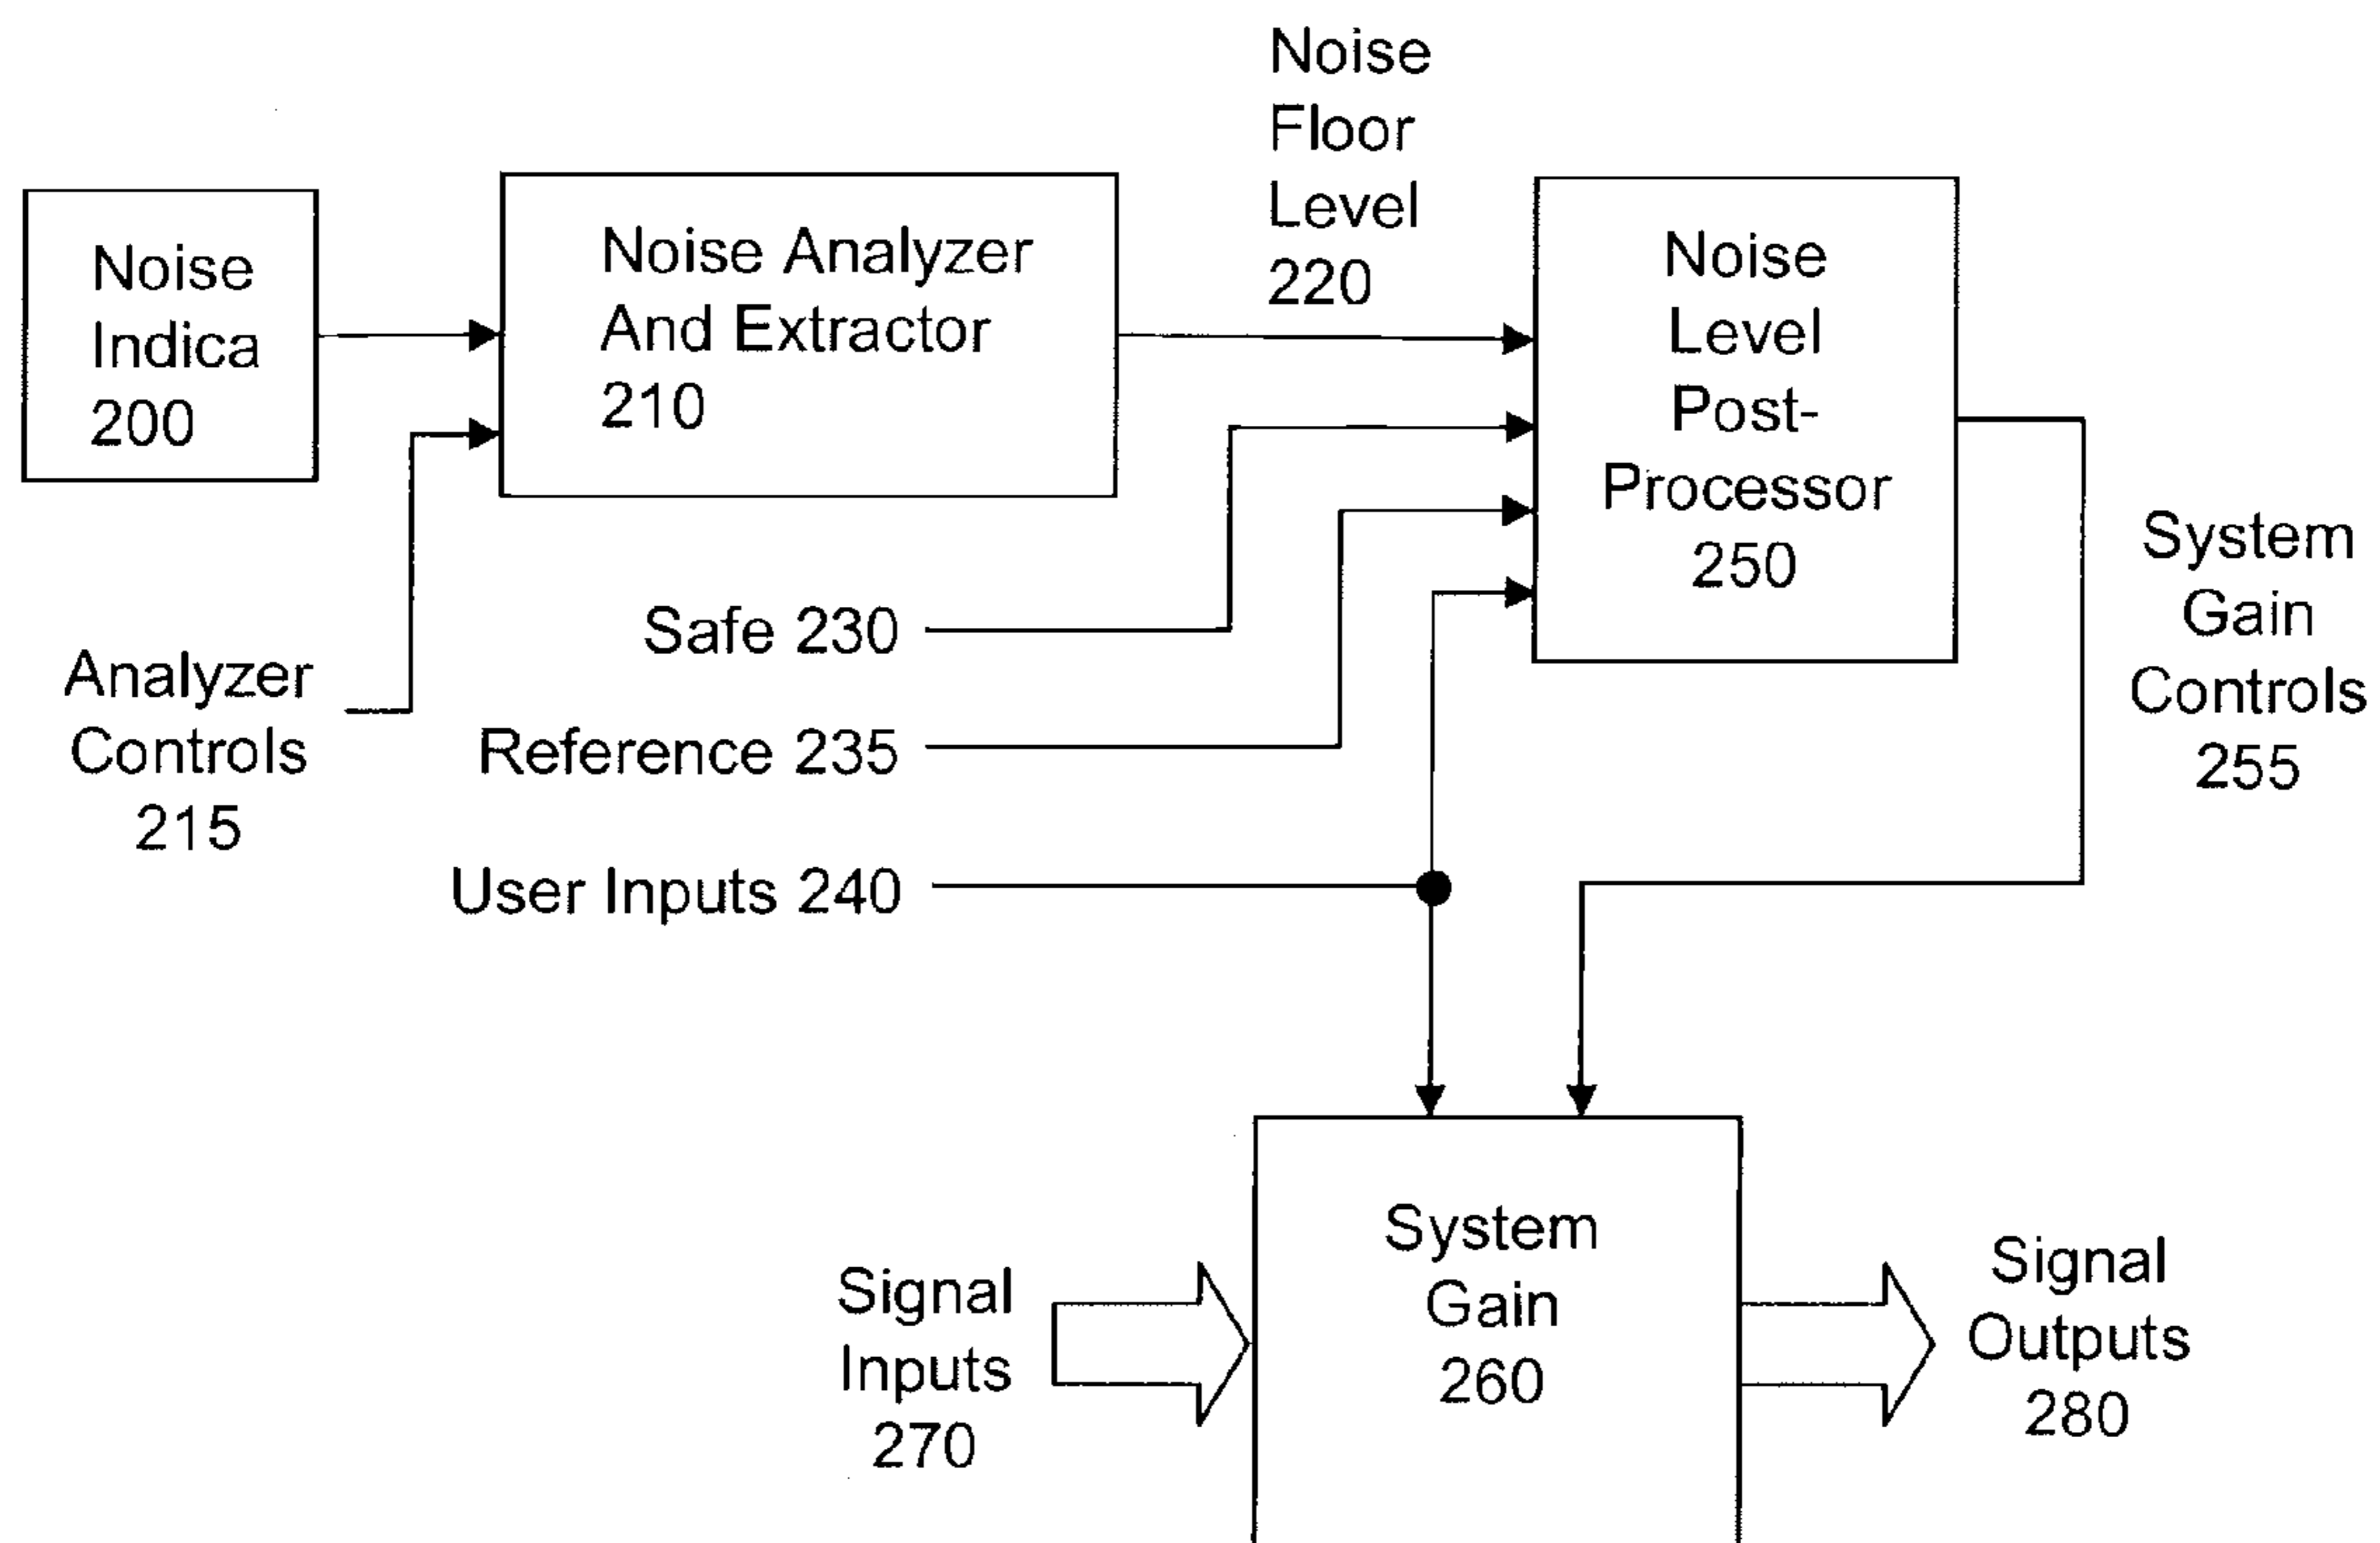 Noise
Floor
Level
220
Noise
Indica
200
Noise Analyzer
And Extractor
210
Noise
Level
Post-
Processor
250
System
Gain
Controls
255
Analyzer
Controls
215
Safe 230
Reference 235
User Inputs 240
Signal
Inputs
270
System
Gain
260
Signal
Outputs
280